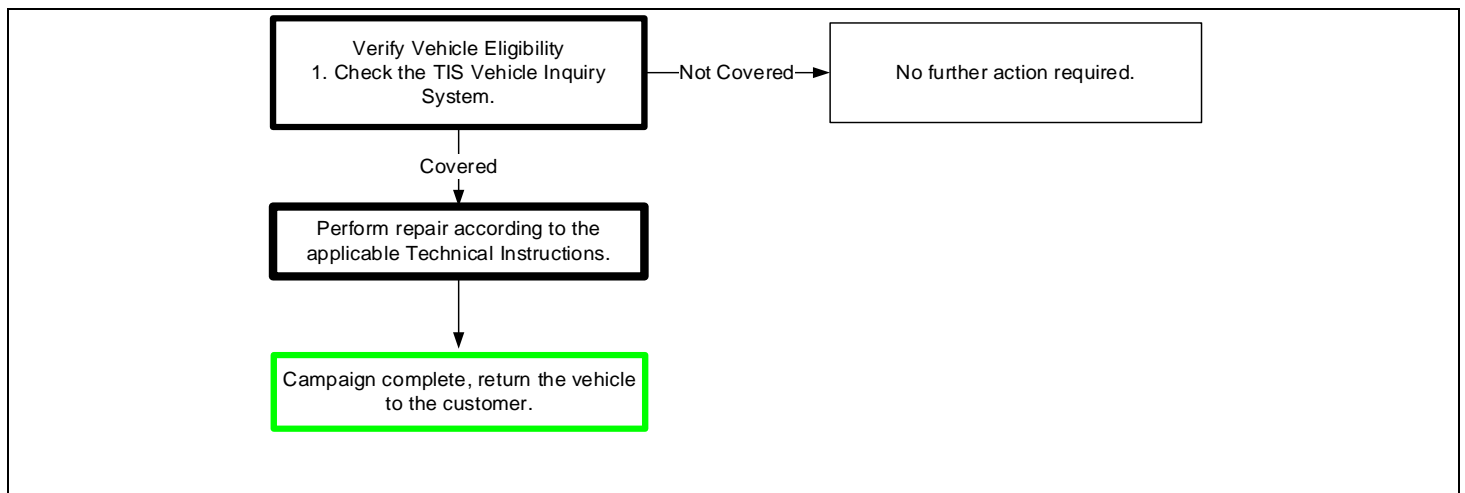 Verify Vehicle Eligibility
1. Check the TIS Vehicle Inquiry
System.
Not Covered
No further action required.
Covered
Perform repair according to the
applicable Technical Instructions.
Campaign complete, return the vehicle
to the customer.